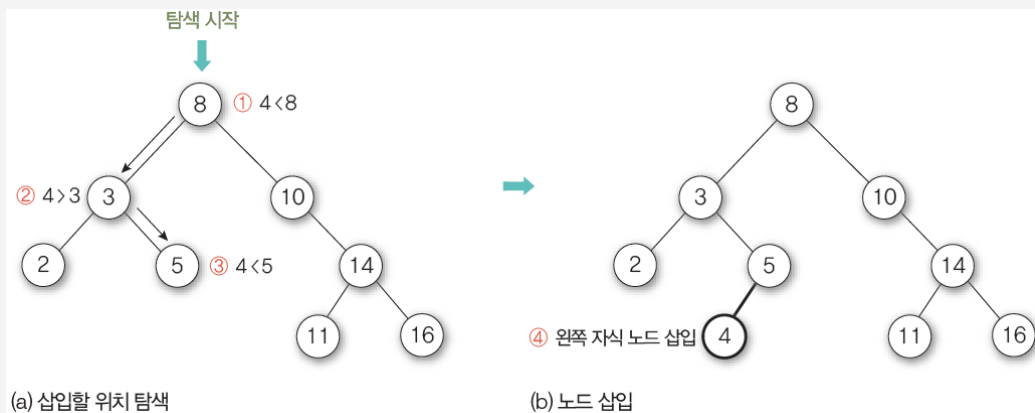 탐색 시작
8 ① 4<8
② 4>3 3 10
2 5 ③ 4<5 14
11 16
(a) 삽입할 위치 탐색
8
3 10
2 5 14
④ 왼쪽 자식 노드 삽입 4 11 16
(b) 노드 삽입